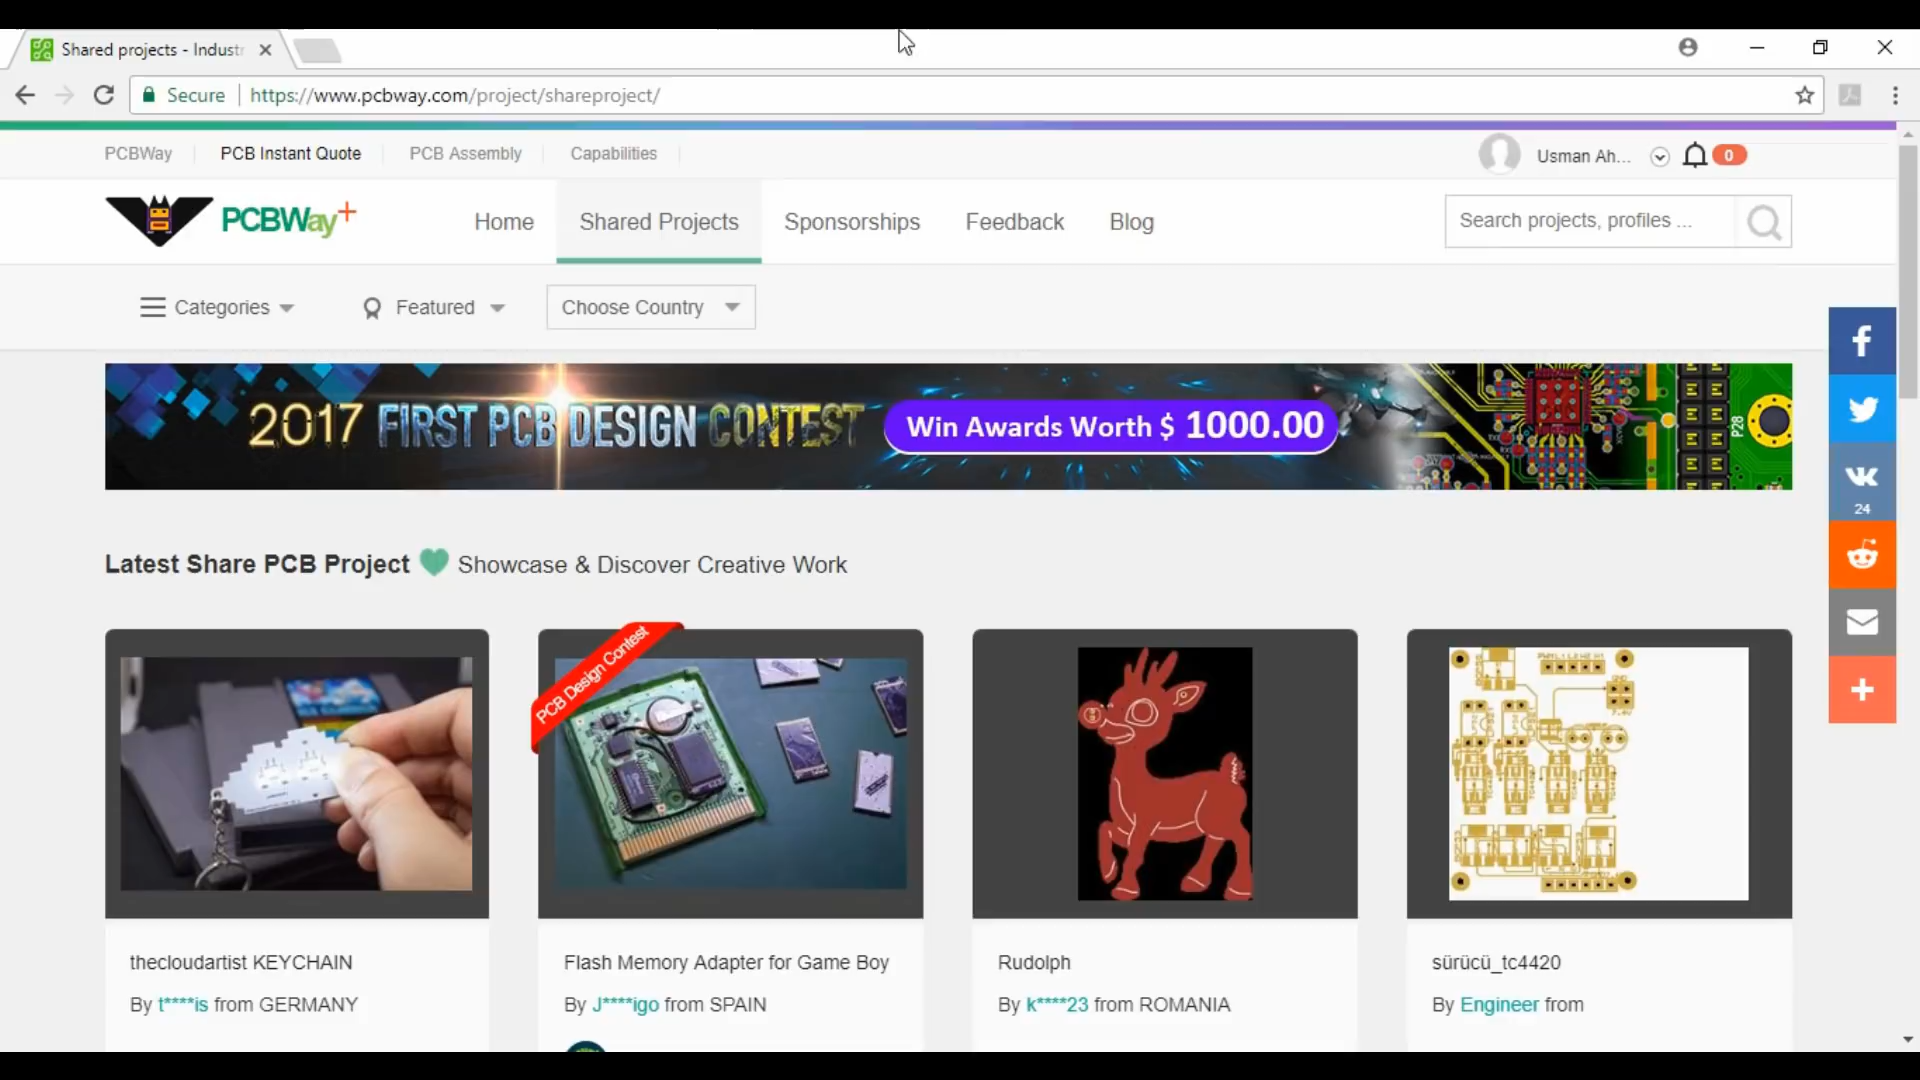 Shared projects - Industr
Secure
https://www.pcbway.com/project/shareproject/
PCBWay
PCB Instant Quote
PCB Assembly
Capabilities
Usman Ah...
0
PCBWay+
Home
Shared Projects
Sponsorships
Feedback
Blog
Search projects, profiles ...
Categories
Featured
Choose Country
2017 FIRST PCB DESIGN CONTEST
Win Awards Worth $ 1000.00
P28
24
Latest Share PCB Project
Showcase & Discover Creative Work
PCB Design Contest
thecloudartist KEYCHAIN
By t****is from GERMANY
Flash Memory Adapter for Game Boy
By J****igo from SPAIN
Rudolph
By k****23 from ROMANIA
sürücü_tc4420
By Engineer from